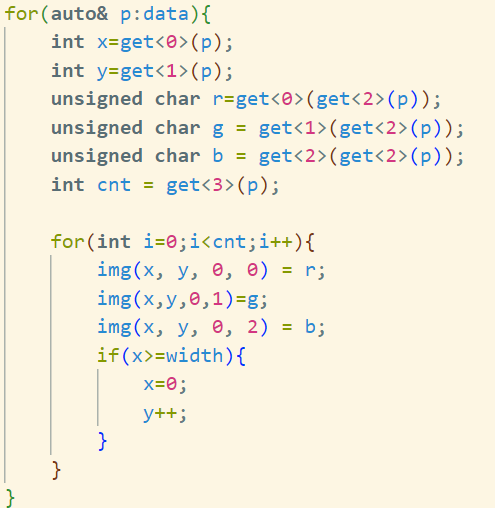 for(auto& p:data){
    int x=get<0>(p);
    int y=get<1>(p);
    unsigned char r=get<0>(get<2>(p));
    unsigned char g = get<1>(get<2>(p));
    unsigned char b = get<2>(get<2>(p));
    int cnt = get<3>(p);

    for(int i=0;i<cnt;i++){
        img(x, y, 0, 0) = r;
        img(x,y,0,1)=g;
        img(x, y, 0, 2) = b;
        if(x>=width){
            x=0;
            y++;
        }
    }
}